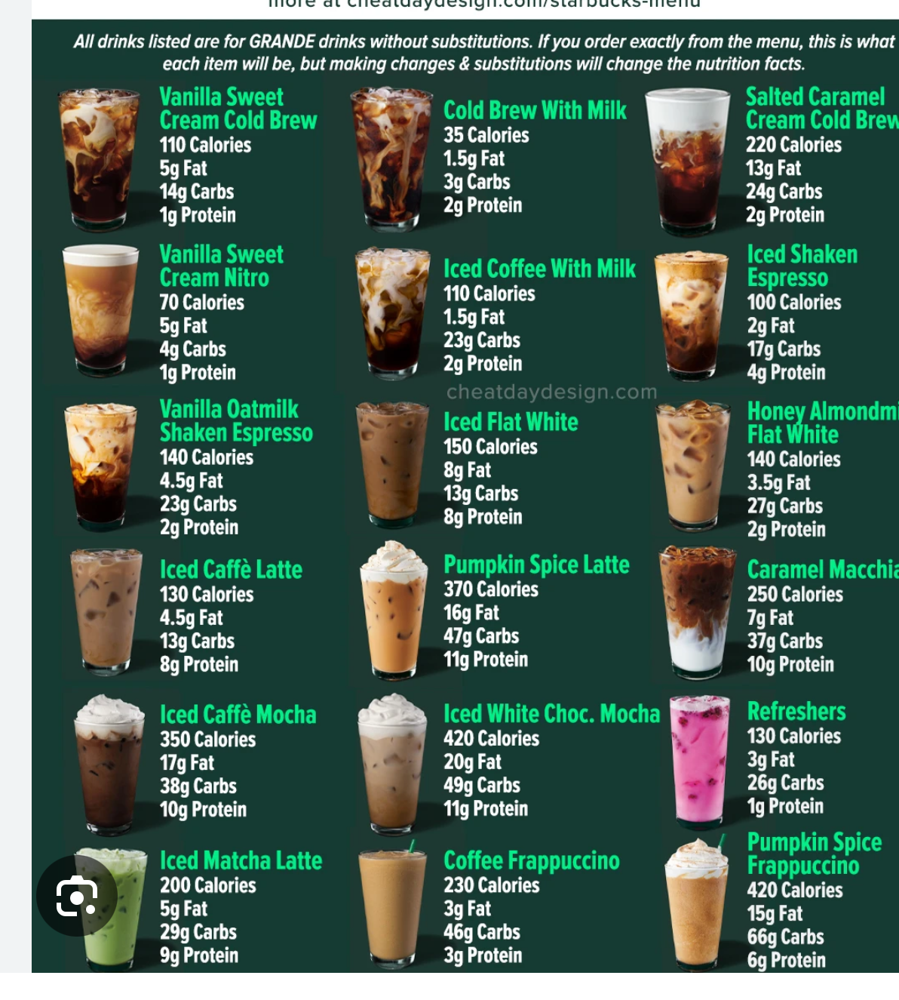 more at cheatdaydesign.com/starbucks-menu
All drinks listed are for GRANDE drinks without substitutions. If you order exactly from the menu, this is what
each item will be, but making changes & substitutions will change the nutrition facts.
Vanilla Sweet
Cream Cold Brew
110 Calories
5g Fat
14g Carbs
1g Protein
Cold Brew With Milk
35 Calories
1.5g Fat
3g Carbs
2g Protein
Salted Caramel
Cream Cold Brew
220 Calories
13g Fat
24g Carbs
2g Protein
Vanilla Sweet
Cream Nitro
70 Calories
5g Fat
4g Carbs
1g Protein
Iced Coffee With Milk
110 Calories
1.5g Fat
23g Carbs
2g Protein
Iced Shaken
Espresso
100 Calories
2g Fat
17g Carbs
4g Protein
cheatdaydesign.com
Vanilla Oatmilk
Shaken Espresso
140 Calories
4.5g Fat
23g Carbs
2g Protein
Iced Flat White
150 Calories
8g Fat
13g Carbs
8g Protein
Honey Almondmi
Flat White
140 Calories
3.5g Fat
27g Carbs
2g Protein
Iced Caffè Latte
130 Calories
4.5g Fat
13g Carbs
8g Protein
Pumpkin Spice Latte
370 Calories
16g Fat
47g Carbs
11g Protein
Caramel Macchia
250 Calories
7g Fat
37g Carbs
10g Protein
Iced Caffè Mocha
350 Calories
17g Fat
38g Carbs
10g Protein
Iced White Choc. Mocha
420 Calories
20g Fat
49g Carbs
11g Protein
Refreshers
130 Calories
3g Fat
26g Carbs
1g Protein
Iced Matcha Latte
200 Calories
5g Fat
29g Carbs
9g Protein
Coffee Frappuccino
230 Calories
3g Fat
46g Carbs
3g Protein
Pumpkin Spice
Frappuccino
420 Calories
15g Fat
66g Carbs
6g Protein